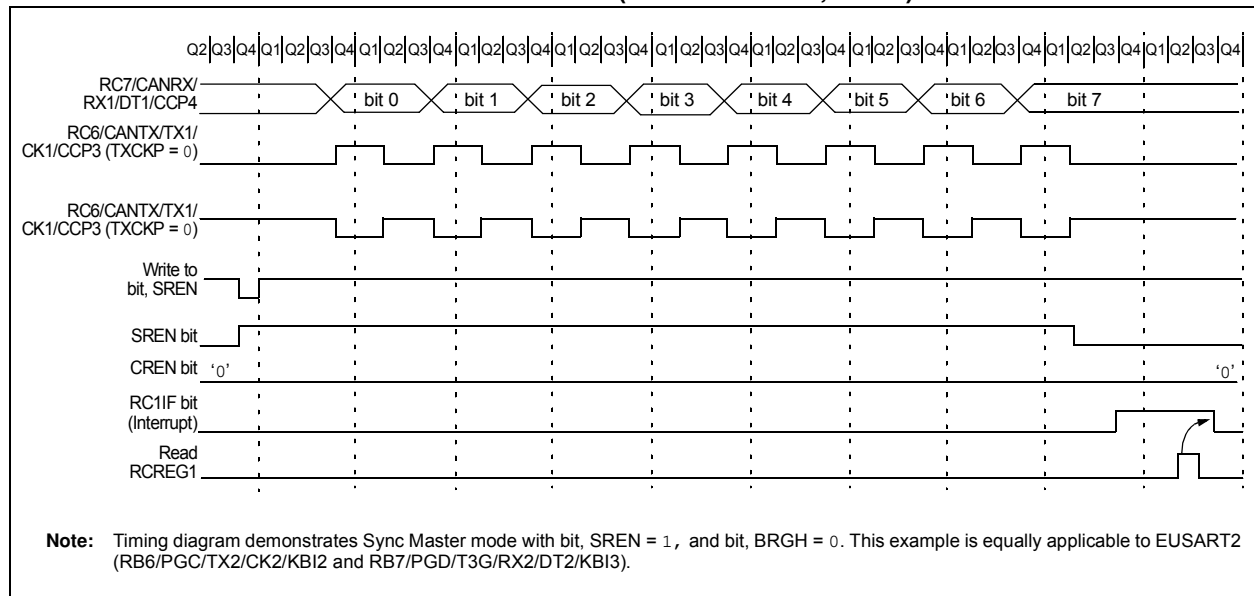 Q2 Q3 Q4 Q1 Q2 Q3 Q4 Q1 Q2 Q3 Q4 Q1 Q2 Q3 Q4 Q1 Q2 Q3 Q4 Q1 Q2 Q3 Q4 Q1 Q2 Q3 Q4 Q1 Q2 Q3 Q4 Q1 Q2 Q3 Q4 Q1 Q2 Q3 Q4 Q1 Q2 Q3 Q4
RC7/CANRX/
RX1/DT1/CCP4
bit 0 bit 1 bit 2 bit 3 bit 4 bit 5 bit 6 bit 7
RC6/CANTX/TX1/
CK1/CCP3 (TXCKP = 0)
RC6/CANTX/TX1/
CK1/CCP3 (TXCKP = 0)
Write to
bit, SREN
SREN bit
CREN bit '0' '0'
RC1IF bit
(Interrupt)
Read
RCREG1
Note: Timing diagram demonstrates Sync Master mode with bit, SREN = 1, and bit, BRGH = 0. This example is equally applicable to EUSART2
(RB6/PGC/TX2/CK2/KBI2 and RB7/PGD/T3G/RX2/DT2/KBI3).